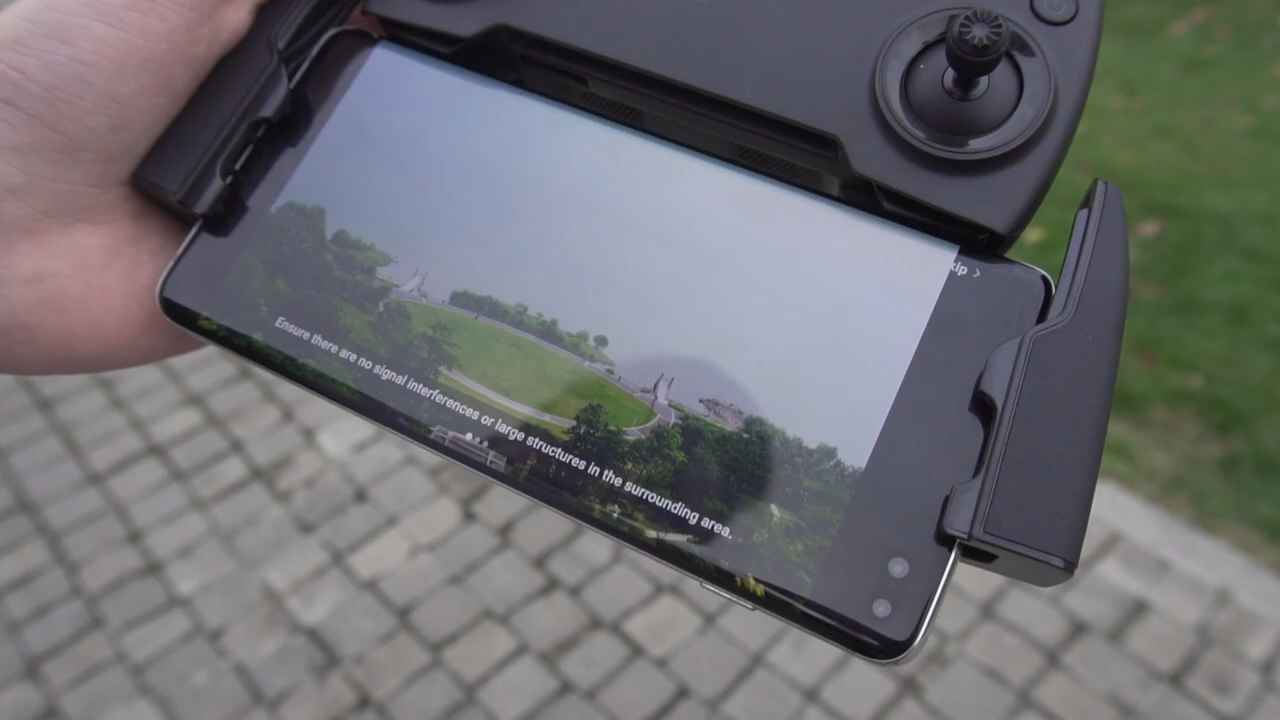 kip >
Ensure there are no signal interferences or large structures in the surrounding area.